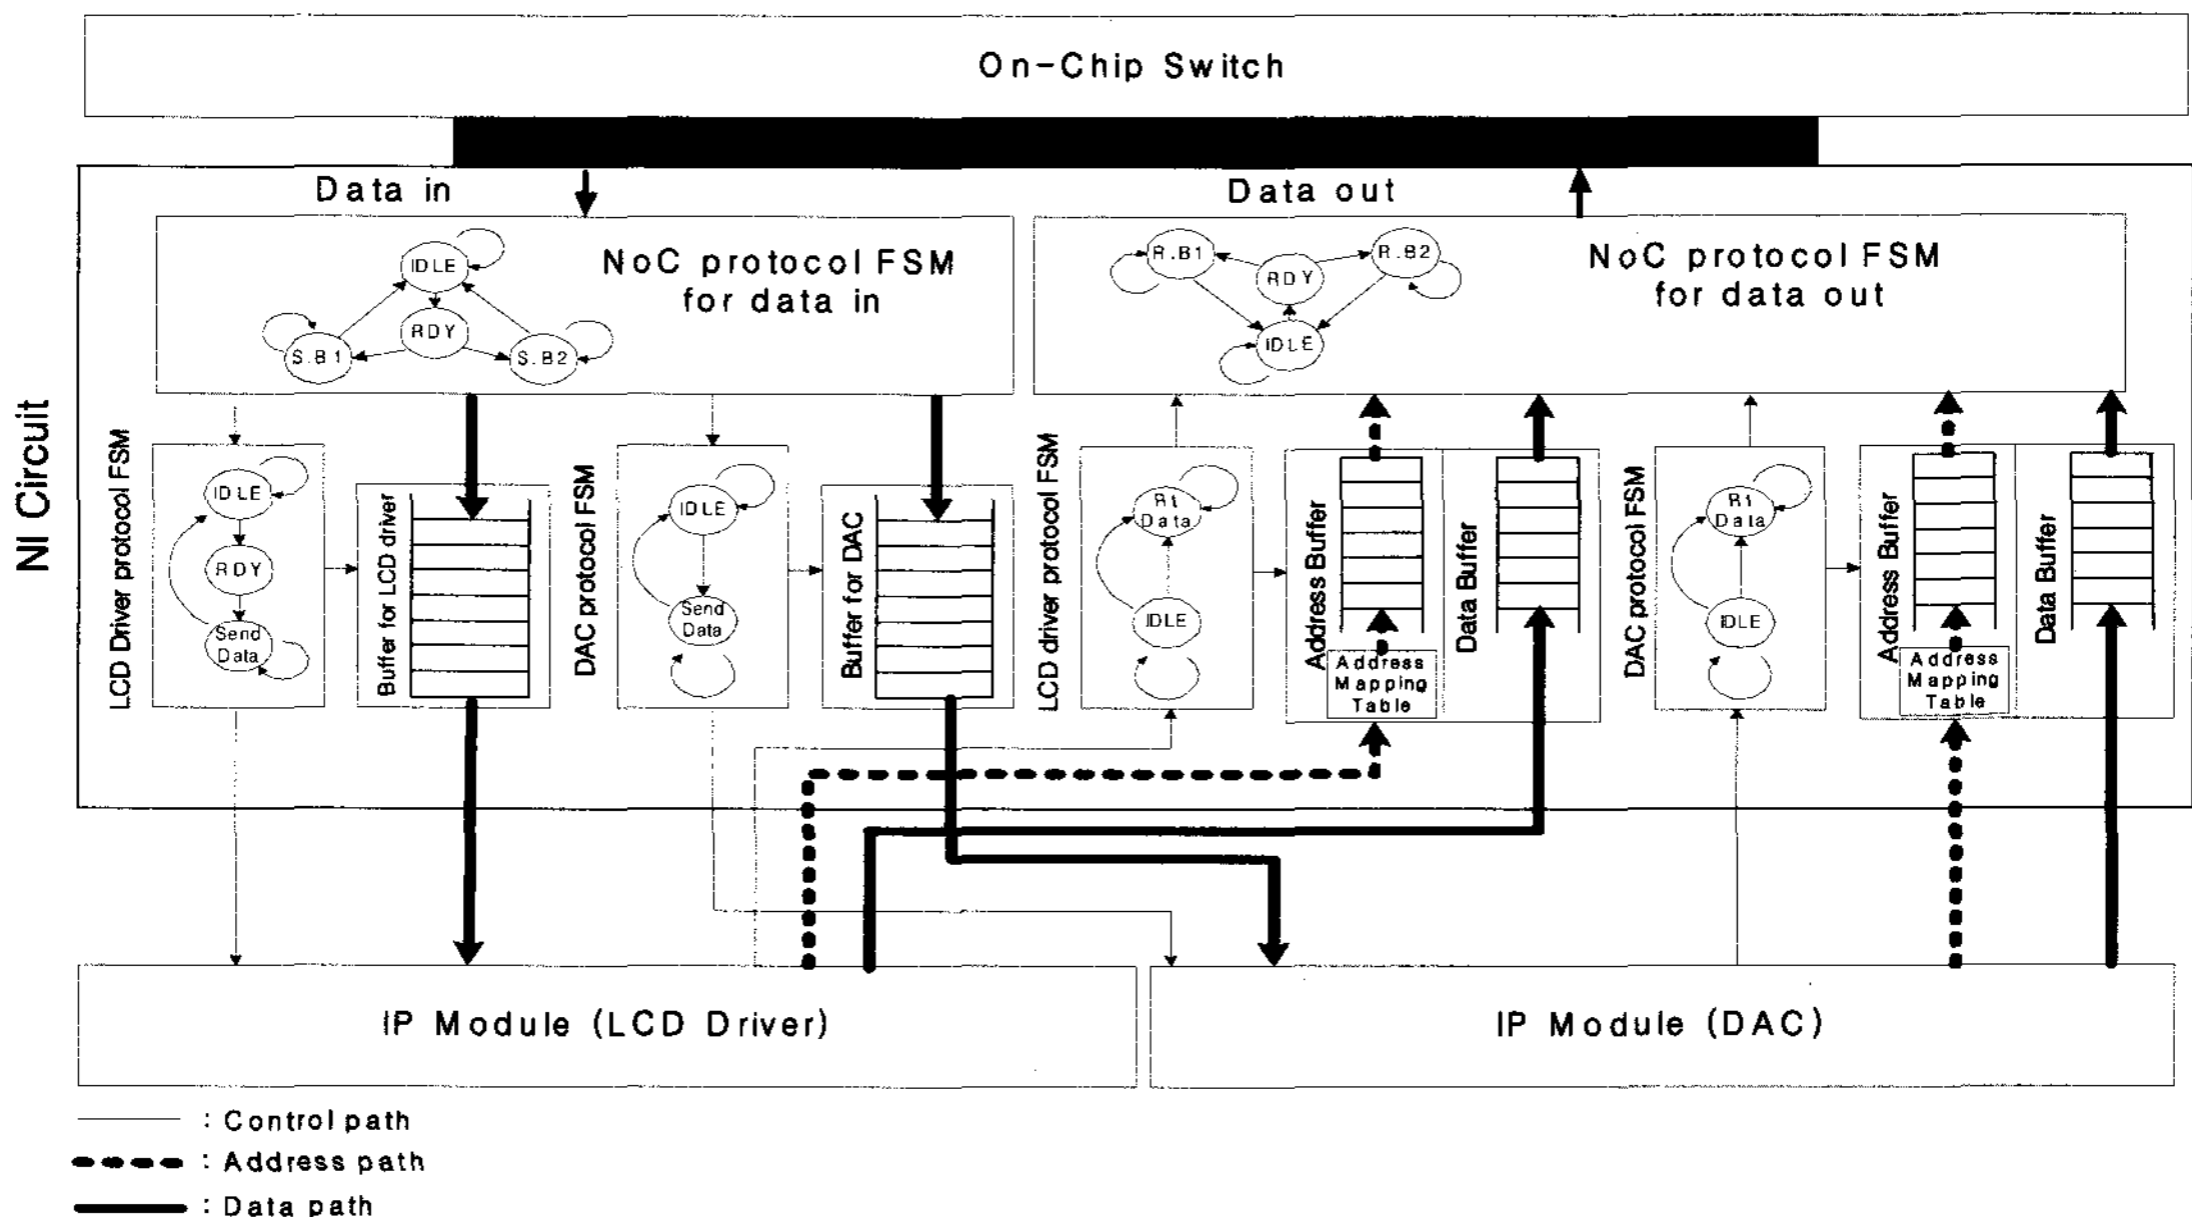 On-Chip Switch
Data in
Data out
NI Circuit
IDLE
RDY
S.B1
S.B2
NoC protocol FSM
for data in
R.B1
R.B2
RDY
IDLE
NoC protocol FSM
for data out
LCD Driver protocol FSM
IDLE
RDY
Send
Data
Buffer for LCD driver
DAC protocol FSM
IDLE
Send
Data
Buffer for DAC
LCD driver protocol FSM
R1
Data
IDLE
Address Buffer
Address
Mapping
Table
Data Buffer
DAC protocol FSM
R1
Data
IDLE
Address Buffer
Address
Mapping
Table
Data Buffer
IP Module (LCD Driver)
IP Module (DAC)
: Control path
: Address path
: Data path